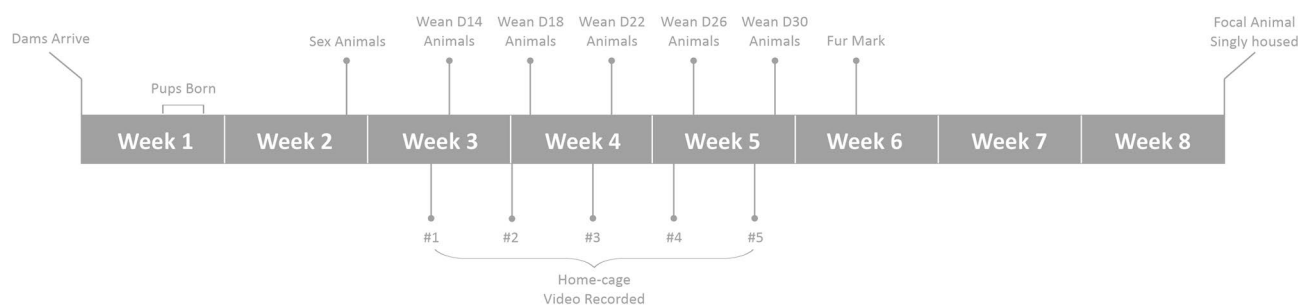 Dams Arrive
Pups Born
Sex Animals
Wean D14
Animals
Wean D18
Animals
Wean D22
Animals
Wean D26
Animals
Wean D30
Animals
Fur Mark
Focal Animal
Singly housed
Week 1
Week 2
Week 3
Week 4
Week 5
Week 6
Week 7
Week 8
#1
#2
#3
#4
#5
Home-cage
Video Recorded